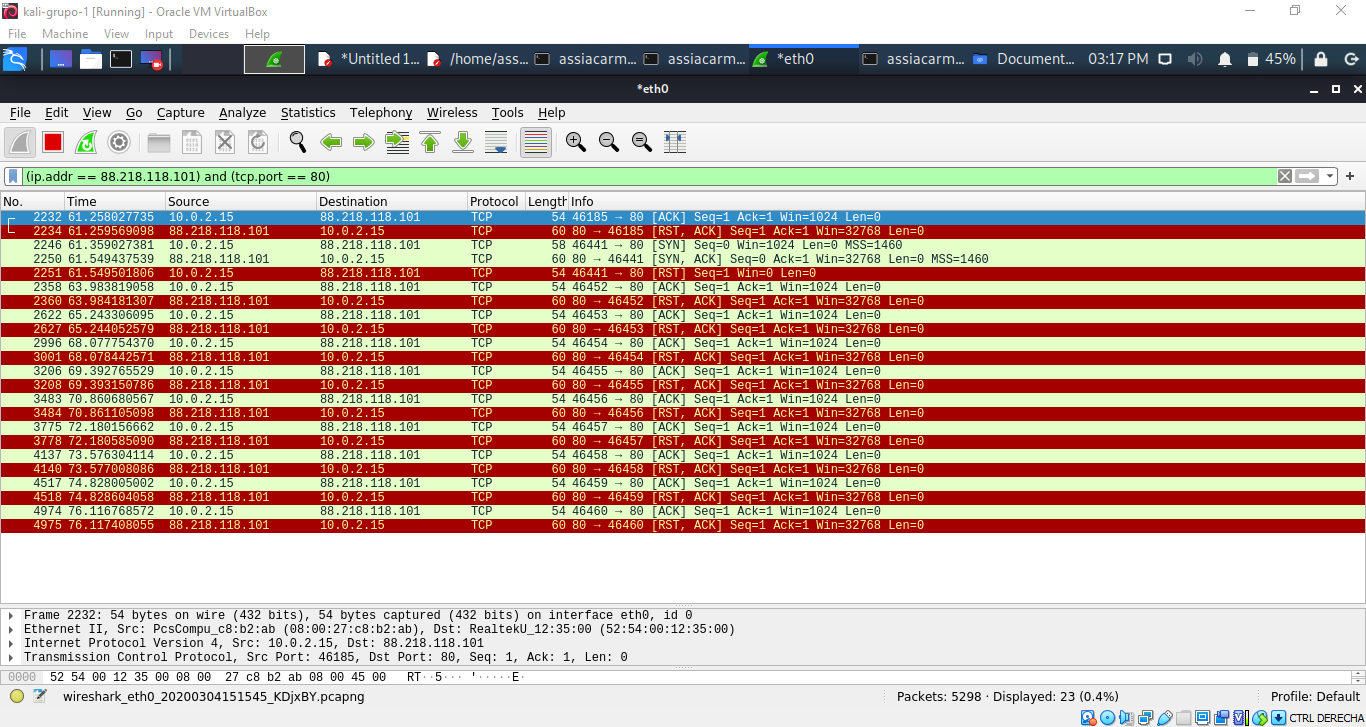 kali-grupo-1 [Running] - Oracle VM VirtualBox
File Machine View Input Devices Help
*Untitled 1... /home/ass... assiacarm... assiacarm... *eth0 assiacarm... Document... 03:17 PM 45%
*eth0
File Edit View Go Capture Analyze Statistics Telephony Wireless Tools Help
(ip.addr == 88.218.118.101) and (tcp.port == 80)
No. Time Source Destination Protocol Length Info
2232 61.258027735 10.0.2.15 88.218.118.101 TCP 54 46185 → 80 [ACK] Seq=1 Ack=1 Win=1024 Len=0
2234 61.259569098 88.218.118.101 10.0.2.15 TCP 60 80 → 46185 [RST, ACK] Seq=1 Ack=1 Win=32768 Len=0
2246 61.359027381 10.0.2.15 88.218.118.101 TCP 58 46441 → 80 [SYN] Seq=0 Win=1024 Len=0 MSS=1460
2250 61.549437539 88.218.118.101 10.0.2.15 TCP 60 80 → 46441 [SYN, ACK] Seq=0 Ack=1 Win=32768 Len=0 MSS=1460
2251 61.549501806 10.0.2.15 88.218.118.101 TCP 54 46441 → 80 [RST] Seq=1 Win=0 Len=0
2358 63.983819058 10.0.2.15 88.218.118.101 TCP 54 46452 → 80 [ACK] Seq=1 Ack=1 Win=1024 Len=0
2360 63.984181307 88.218.118.101 10.0.2.15 TCP 60 80 → 46452 [RST, ACK] Seq=1 Ack=1 Win=32768 Len=0
2622 65.243306095 10.0.2.15 88.218.118.101 TCP 54 46453 → 80 [ACK] Seq=1 Ack=1 Win=1024 Len=0
2627 65.244052579 88.218.118.101 10.0.2.15 TCP 60 80 → 46453 [RST, ACK] Seq=1 Ack=1 Win=32768 Len=0
2996 68.077754370 10.0.2.15 88.218.118.101 TCP 54 46454 → 80 [ACK] Seq=1 Ack=1 Win=1024 Len=0
3001 68.078442571 88.218.118.101 10.0.2.15 TCP 60 80 → 46454 [RST, ACK] Seq=1 Ack=1 Win=32768 Len=0
3206 69.392765529 10.0.2.15 88.218.118.101 TCP 54 46455 → 80 [ACK] Seq=1 Ack=1 Win=1024 Len=0
3208 69.393150786 88.218.118.101 10.0.2.15 TCP 60 80 → 46455 [RST, ACK] Seq=1 Ack=1 Win=32768 Len=0
3483 70.860680567 10.0.2.15 88.218.118.101 TCP 54 46456 → 80 [ACK] Seq=1 Ack=1 Win=1024 Len=0
3484 70.861105098 88.218.118.101 10.0.2.15 TCP 60 80 → 46456 [RST, ACK] Seq=1 Ack=1 Win=32768 Len=0
3775 72.180156662 10.0.2.15 88.218.118.101 TCP 54 46457 → 80 [ACK] Seq=1 Ack=1 Win=1024 Len=0
3778 72.180585090 88.218.118.101 10.0.2.15 TCP 60 80 → 46457 [RST, ACK] Seq=1 Ack=1 Win=32768 Len=0
4137 73.576304114 10.0.2.15 88.218.118.101 TCP 54 46458 → 80 [ACK] Seq=1 Ack=1 Win=1024 Len=0
4140 73.577008086 88.218.118.101 10.0.2.15 TCP 60 80 → 46458 [RST, ACK] Seq=1 Ack=1 Win=32768 Len=0
4517 74.828005002 10.0.2.15 88.218.118.101 TCP 54 46459 → 80 [ACK] Seq=1 Ack=1 Win=1024 Len=0
4518 74.828604058 88.218.118.101 10.0.2.15 TCP 60 80 → 46459 [RST, ACK] Seq=1 Ack=1 Win=32768 Len=0
4974 76.116768572 10.0.2.15 88.218.118.101 TCP 54 46460 → 80 [ACK] Seq=1 Ack=1 Win=1024 Len=0
4975 76.117408055 88.218.118.101 10.0.2.15 TCP 60 80 → 46460 [RST, ACK] Seq=1 Ack=1 Win=32768 Len=0
Frame 2232: 54 bytes on wire (432 bits), 54 bytes captured (432 bits) on interface eth0, id 0
Ethernet II, Src: PcsCompu_c8:b2:ab (08:00:27:c8:b2:ab), Dst: RealtekU_12:35:00 (52:54:00:12:35:00)
Internet Protocol Version 4, Src: 10.0.2.15, Dst: 88.218.118.101
Transmission Control Protocol, Src Port: 46185, Dst Port: 80, Seq: 1, Ack: 1, Len: 0
0000 52 54 00 12 35 00 08 00 27 c8 b2 ab 08 00 45 00 RT··5··· '·····E·
wireshark_eth0_20200304151545_KDjxBY.pcapng Packets: 5298 · Displayed: 23 (0.4%) Profile: Default
CTRL DERECHA